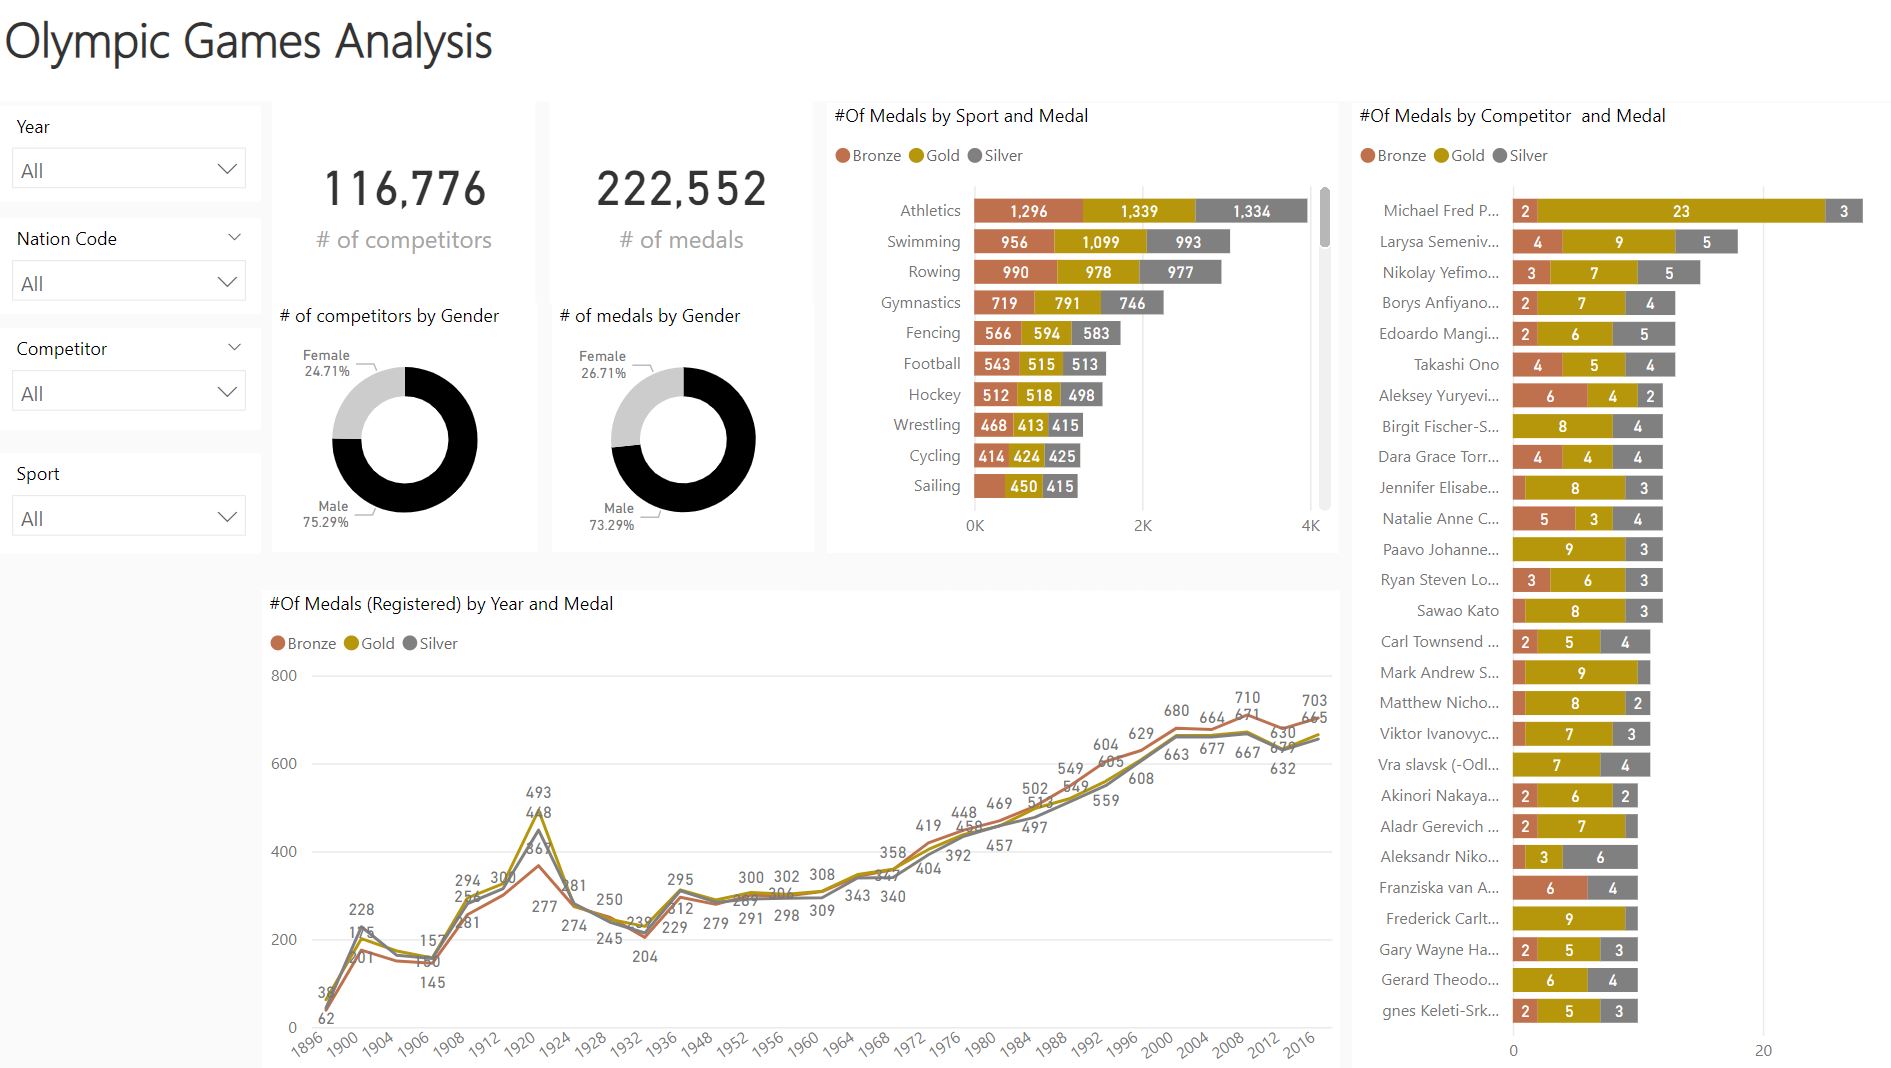 Olympic Games Analysis
Year
All
Nation Code
All
Competitor
All
Sport
All
116,776
# of competitors
222,552
# of medals
# of competitors by Gender
Female
24.71%
Male
75.29%
# of medals by Gender
Female
26.71%
Male
73.29%
#Of Medals by Sport and Medal
Bronze Gold Silver
Athletics 1,296 1,339 1,334
Swimming 956 1,099 993
Rowing 990 978 977
Gymnastics 719 791 746
Fencing 566 594 583
Football 543 515 513
Hockey 512 518 498
Wrestling 468 413 415
Cycling 414 424 425
Sailing 450 415
0K 2K 4K
#Of Medals by Competitor and Medal
Bronze Gold Silver
Michael Fred P... 2 23 3
Larysa Semeniv... 4 9 5
Nikolay Yefimo... 3 7 5
Borys Anfiyano... 2 7 4
Edoardo Mangi... 2 6 5
Takashi Ono 4 5 4
Aleksey Yuryevi... 6 4 2
Birgit Fischer-S... 8 4
Dara Grace Torr... 4 4 4
Jennifer Elisabe... 8 3
Natalie Anne C... 5 3 4
Paavo Johanne... 9 3
Ryan Steven Lo... 3 6 3
Sawao Kato 8 3
Carl Townsend ... 2 5 4
Mark Andrew S... 9
Matthew Nicho... 8 2
Viktor Ivanovyc... 7 3
Vra slavsk (-Odl... 7 4
Akinori Nakaya... 2 6 2
Aladr Gerevich ... 2 7
Aleksandr Niko... 3 6
Franziska van A... 6 4
Frederick Carlt... 9
Gary Wayne Ha... 2 5 3
Gerard Theodo... 6 4
gnes Keleti-Srk... 2 5 3
0 20
#Of Medals (Registered) by Year and Medal
Bronze Gold Silver
800
600
400
200
0
710 703
680 664 671 665
604 629 630
549 605 663 677 667 679
502 549 608 632
493 419 448 469 513 559
448 458 497
367 358 392 457
294 300 281 295 300 302 308 347 404
256 277 250 312 289 304 343 340
228 281 274 239 229 279 291 298 309
175 157 245 204
201 150
38 145
62
1896 1900 1904 1906 1908 1912 1920 1924 1928 1932 1936 1948 1952 1956 1960 1964 1968 1972 1976 1980 1984 1988 1992 1996 2000 2004 2008 2012 2016